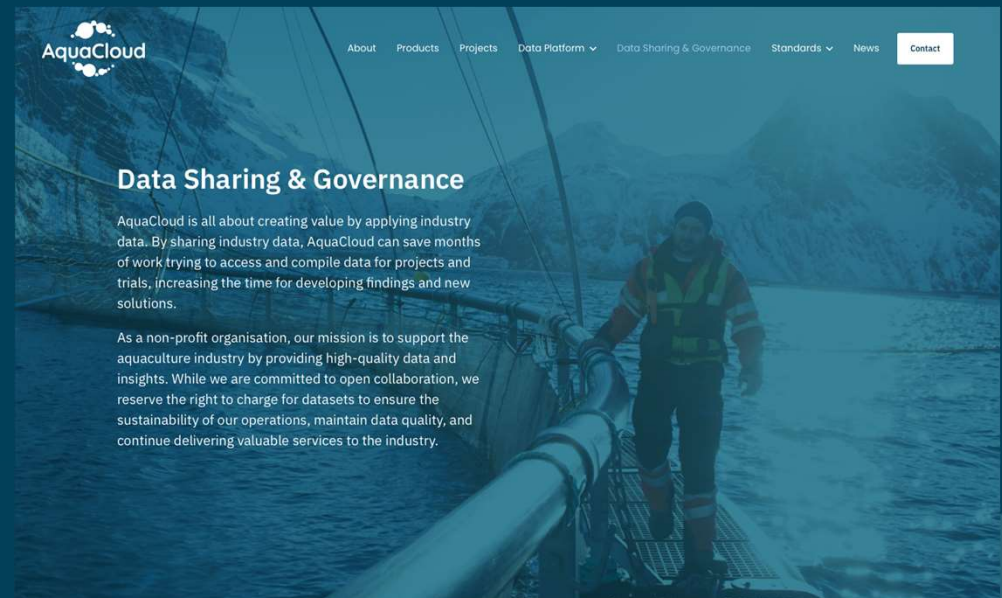 AquaCloud
About
Products
Projects
Data Platform
Data Sharing & Governance
Standards
News
Contact
Data Sharing & Governance
AquaCloud is all about creating value by applying industry
data. By sharing industry data, AquaCloud can save months
of work trying to access and compile data for projects and
trials, increasing the time for developing findings and new
solutions.
As a non-profit organisation, our mission is to support the
aquaculture industry by providing high-quality data and
insights. While we are committed to open collaboration, we
reserve the right to charge for datasets to ensure the
sustainability of our operations, maintain data quality, and
continue delivering valuable services to the industry.